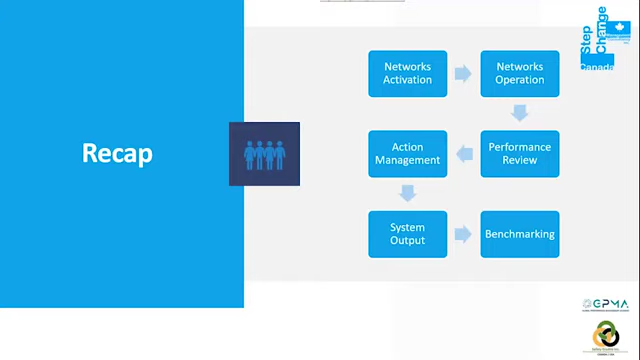 Recap
Networks
Activation
Networks
Operation
Performance
Review
Action
Management
System
Output
Benchmarking
Step
Change
Canada
GPMA